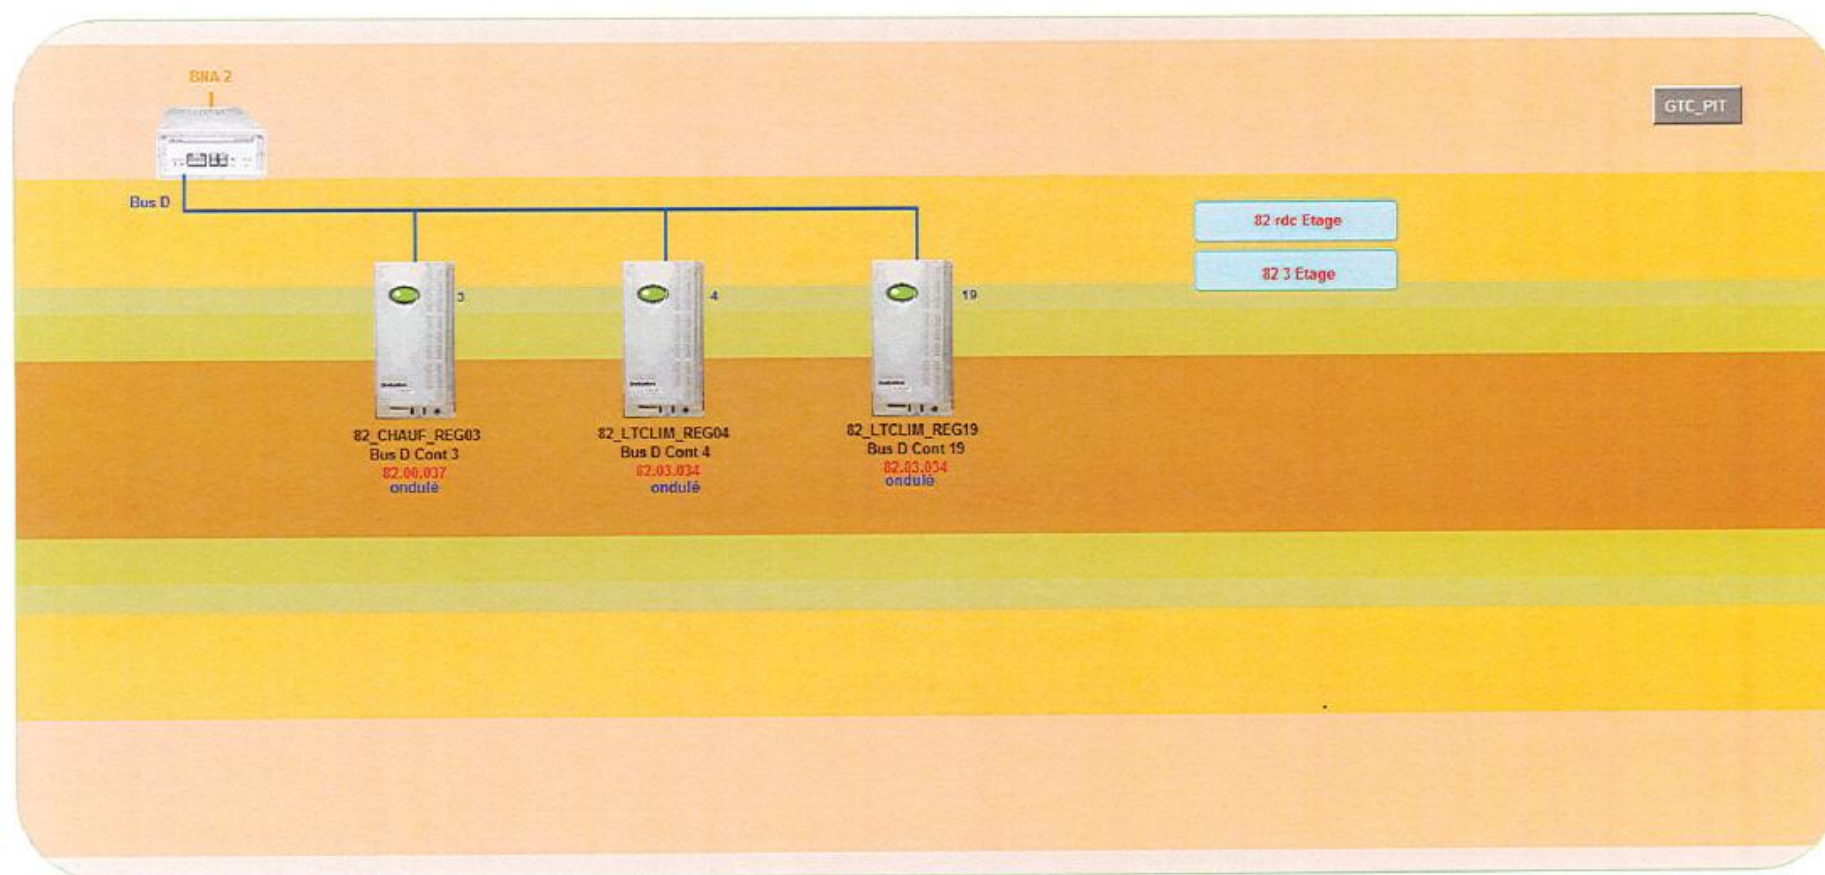 BNA 2
GTC_PIT
Bus D
82 rdc Etage
82 3 Etage
3
4
19
82_CHAUF_REG03
Bus D Cont 3
82.00.037
ondulé
82_LTCLIM_REG04
Bus D Cont 4
82.03.034
ondulé
82_LTCLIM_REG19
Bus D Cont 19
82.03.034
ondulé